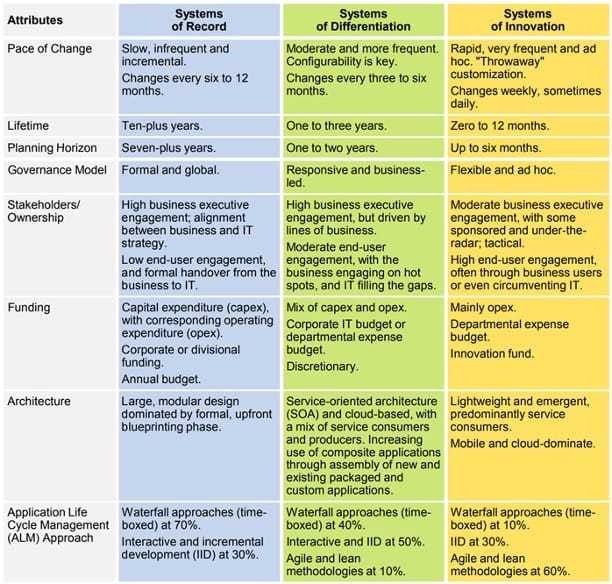 Attributes
Systems
of Record
Systems
of Differentiation
Systems
of Innovation
Pace of Change
Slow, infrequent and
incremental.
Changes every six to 12
months.
Moderate and more frequent.
Configurability is key.
Changes every three to six
months.
Rapid, very frequent and ad
hoc. "Throwaway"
customization.
Changes weekly, sometimes
daily.
Lifetime
Ten-plus years.
One to three years.
Zero to 12 months.
Planning Horizon
Seven-plus years.
One to two years.
Up to six months.
Governance Model
Formal and global.
Responsive and business-
led.
Flexible and ad hoc.
Stakeholders/
Ownership
High business executive
engagement; alignment
between business and IT
strategy.
Low end-user engagement,
and formal handover from the
business to IT.
High business executive
engagement, but driven by
lines of business.
Moderate end-user
engagement, with the
business engaging on hot
spots, and IT filling the gaps.
Moderate business executive
engagement, with some
sponsored and under-the-
radar; tactical.
High end-user engagement,
often through business users
or even circumventing IT.
Funding
Capital expenditure (capex),
with corresponding operating
expenditure (opex).
Corporate or divisional
funding.
Annual budget.
Mix of capex and opex.
Corporate IT budget or
departmental expense
budget.
Discretionary.
Mainly opex.
Departmental expense
budget.
Innovation fund.
Architecture
Large, modular design
dominated by formal, upfront
blueprinting phase.
Service-oriented architecture
(SOA) and cloud-based, with
a mix of service consumers
and producers. Increasing
use of composite applications
through assembly of new and
existing packaged and
custom applications.
Lightweight and emergent,
predominantly service
consumers.
Mobile and cloud-dominate.
Application Life
Cycle Management
(ALM) Approach
Waterfall approaches (time-
boxed) at 70%.
Interactive and incremental
development (IID) at 30%.
Waterfall approaches (time-
boxed) at 40%.
Interactive and IID at 50%.
Agile and lean
methodologies at 10%.
Waterfall approaches (time-
boxed) at 10%.
IID at 30%.
Agile and lean
methodologies at 60%.